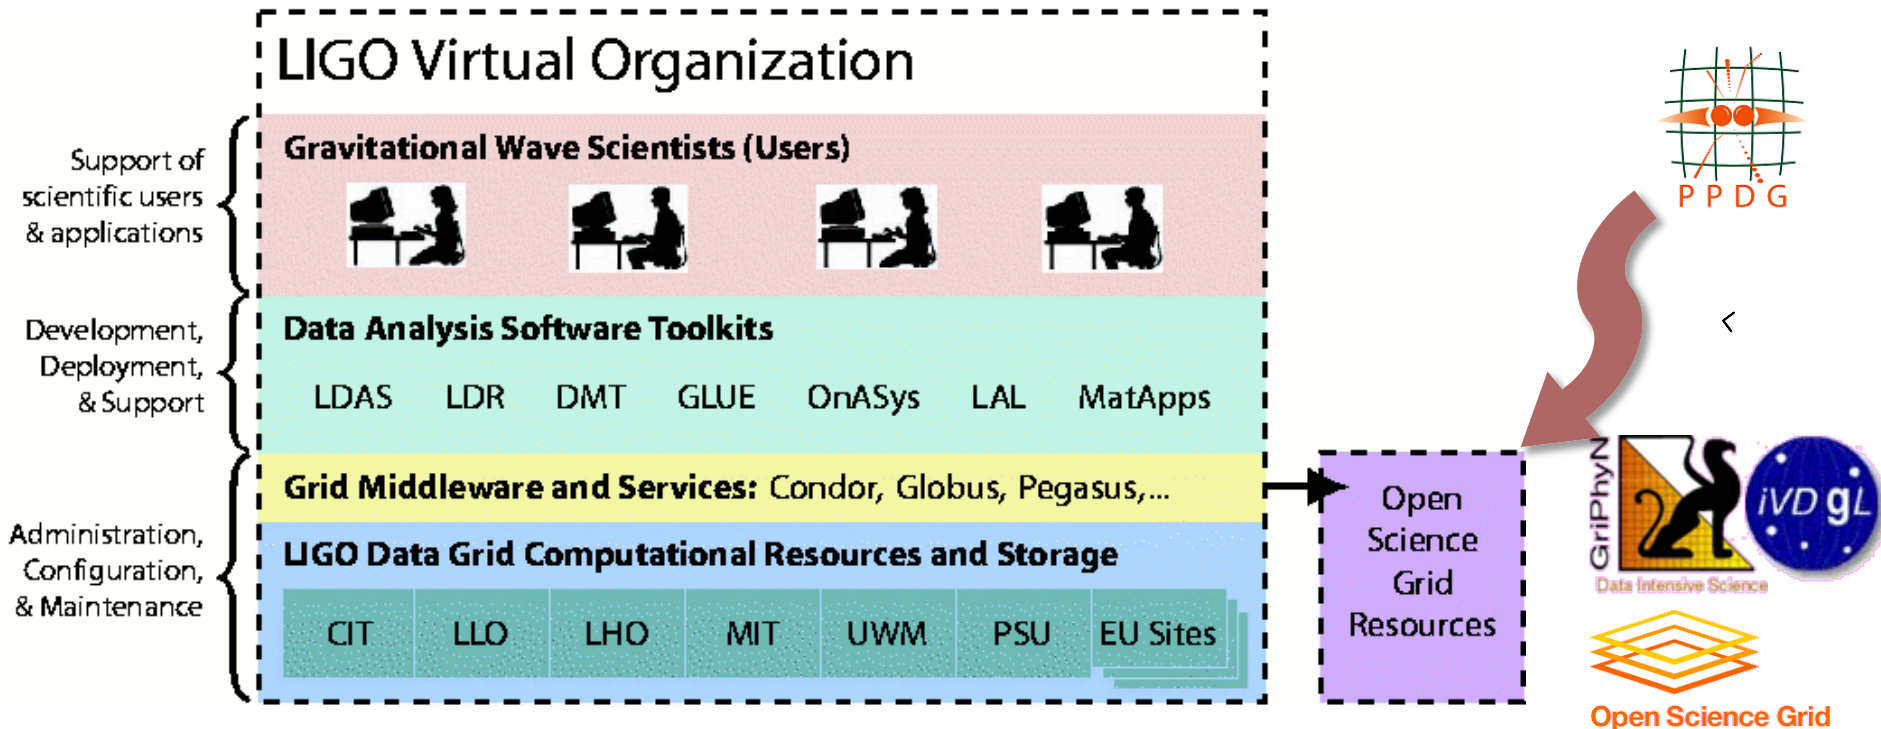 LIGO Virtual Organization
Support of
scientific users
& applications
Gravitational Wave Scientists (Users)
Development,
Deployment,
& Support
Data Analysis Software Toolkits
LDAS LDR DMT GLUE OnASys LAL MatApps
Administration,
Configuration,
& Maintenance
Grid Middleware and Services: Condor, Globus, Pegasus,...
LIGO Data Grid Computational Resources and Storage
CIT LLO LHO MIT UWM PSU EU Sites
Open
Science
Grid
Resources
PPDG
<
GriPhyN
Data Intensive Science
iVDgL
Open Science Grid